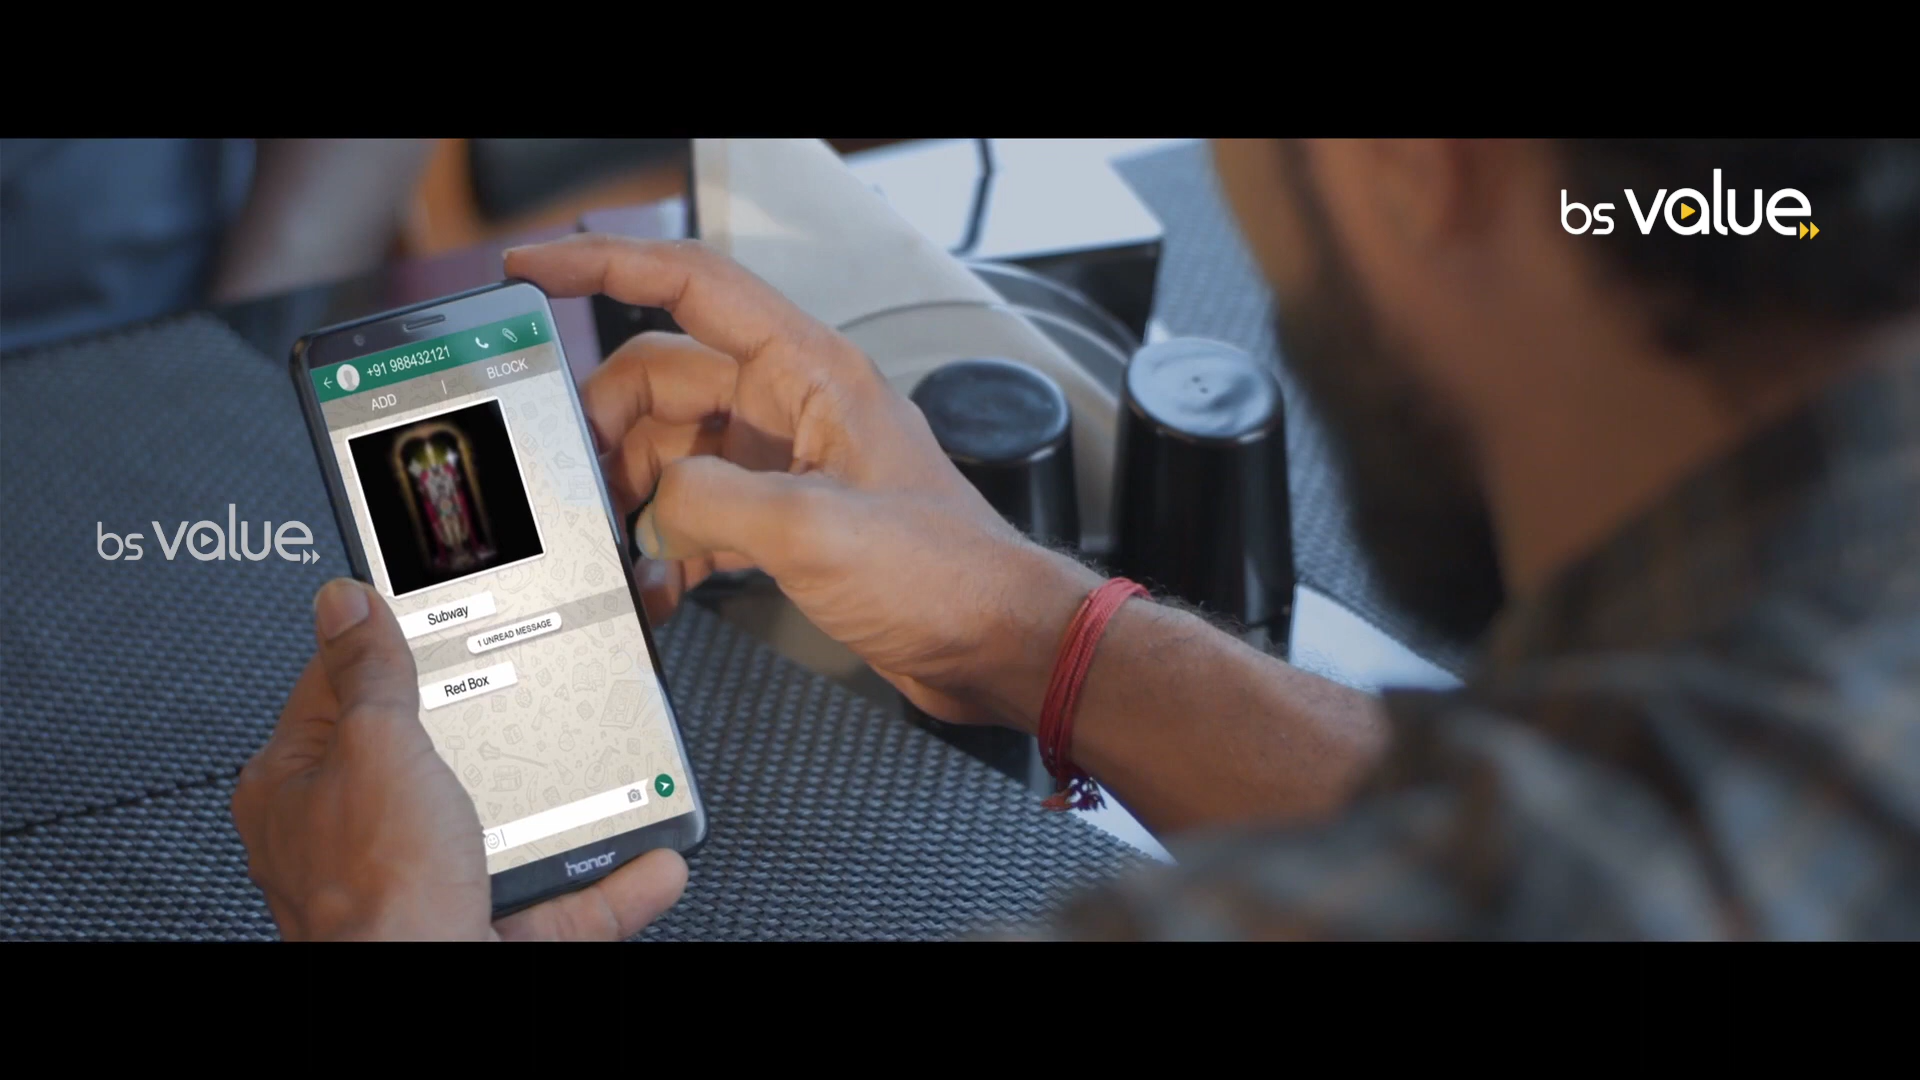 bs value
+91 988432121
ADD | BLOCK
bs value
Subway
1 UNREAD MESSAGE
Red Box
honor